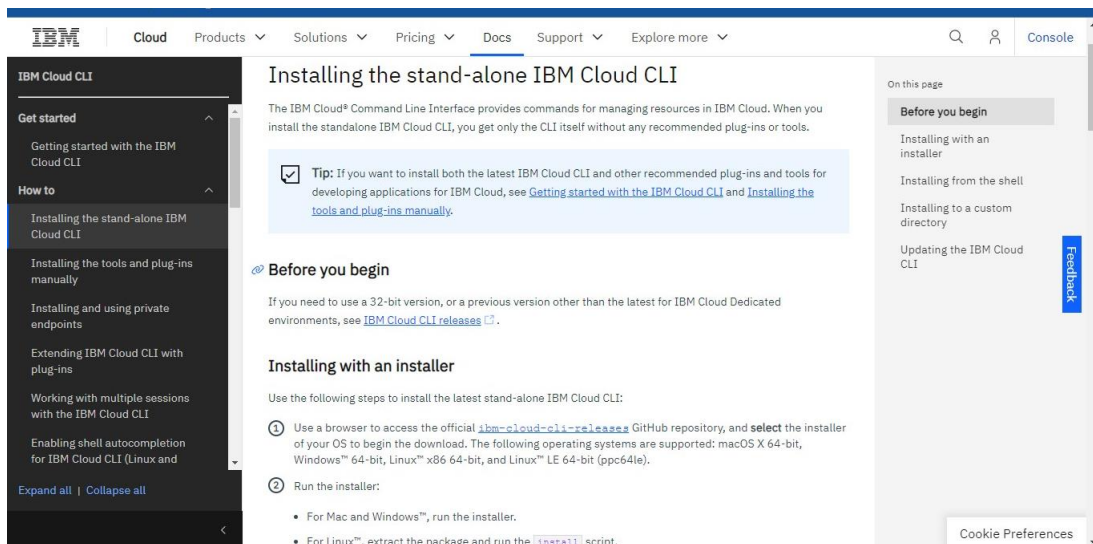 IBM
Cloud
Products
Solutions
Pricing
Docs
Support
Explore more
Console
IBM Cloud CLI
Get started
Getting started with the IBM
Cloud CLI
How to
Installing the stand-alone IBM
Cloud CLI
Installing the tools and plug-ins
manually
Installing and using private
endpoints
Extending IBM Cloud CLI with
plug-ins
Working with multiple sessions
with the IBM Cloud CLI
Enabling shell autocompletion
for IBM Cloud CLI (Linux and
Expand all | Collapse all
Installing the stand-alone IBM Cloud CLI
The IBM Cloud® Command Line Interface provides commands for managing resources in IBM Cloud. When you
install the standalone IBM Cloud CLI, you get only the CLI itself without any recommended plug-ins or tools.
Tip: If you want to install both the latest IBM Cloud CLI and other recommended plug-ins and tools for
developing applications for IBM Cloud, see Getting started with the IBM Cloud CLI and Installing the
tools and plug-ins manually.
Before you begin
If you need to use a 32-bit version, or a previous version other than the latest for IBM Cloud Dedicated
environments, see IBM Cloud CLI releases.
Installing with an installer
Use the following steps to install the latest stand-alone IBM Cloud CLI:
1 Use a browser to access the official ibm-cloud-cli-releases GitHub repository, and select the installer
of your OS to begin the download. The following operating systems are supported: macOS X 64-bit,
Windows™ 64-bit, Linux™ x86 64-bit, and Linux™ LE 64-bit (ppc64le).
2 Run the installer:
• For Mac and Windows™, run the installer.
• For Linux™, extract the package and run the install script.
On this page
Before you begin
Installing with an
installer
Installing from the shell
Installing to a custom
directory
Updating the IBM Cloud
CLI
Feedback
Cookie Preferences